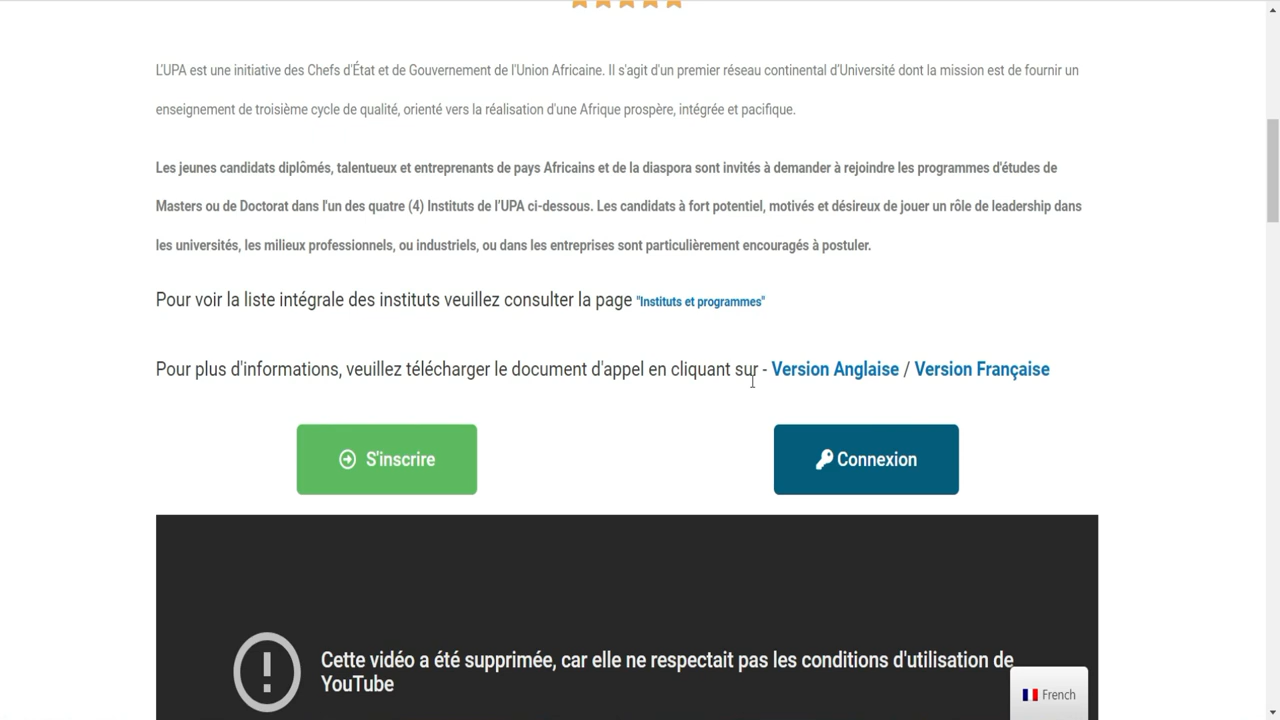 L'UPA est une initiative des Chefs d'État et de Gouvernement de l'Union Africaine. Il s'agit d'un premier réseau continental d'Université dont la mission est de fournir un
enseignement de troisième cycle de qualité, orienté vers la réalisation d'une Afrique prospère, intégrée et pacifique.
Les jeunes candidats diplômés, talentueux et entreprenants de pays Africains et de la diaspora sont invités à demander à rejoindre les programmes d'études de
Masters ou de Doctorat dans l'un des quatre (4) Instituts de l'UPA ci-dessous. Les candidats à fort potentiel, motivés et désireux de jouer un rôle de leadership dans
les universités, les milieux professionnels, ou industriels, ou dans les entreprises sont particulièrement encouragés à postuler.
Pour voir la liste intégrale des instituts veuillez consulter la page "Instituts et programmes"
Pour plus d'informations, veuillez télécharger le document d'appel en cliquant sur - Version Anglaise / Version Française
S'inscrire
Connexion
Cette vidéo a été supprimée, car elle ne respectait pas les conditions d'utilisation de
YouTube
French